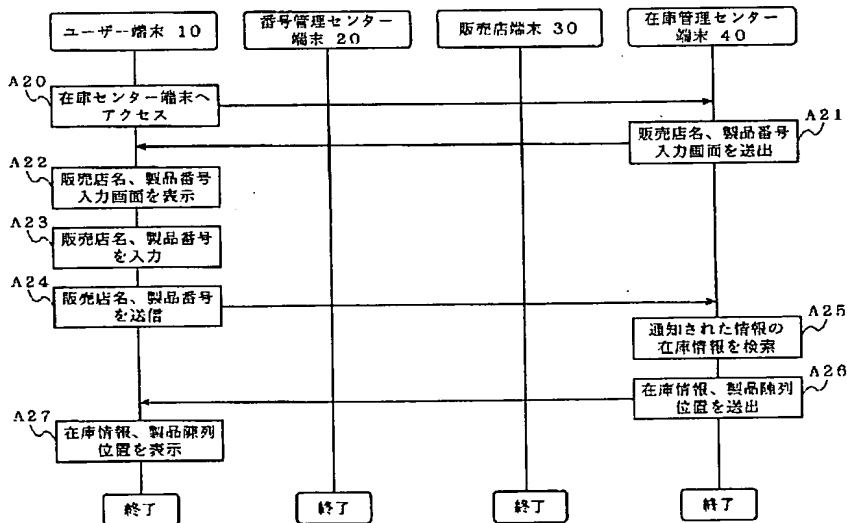 ユーザー端末 10
番号管理センター
端末 20
販売店端末 30
在庫管理センター
端末 40
A20
在庫センター端末へ
アクセス
A21
販売店名、製品番号
入力画面を送出
A22
販売店名、製品番号
入力画面を表示
A23
販売店名、製品番号
を入力
A24
販売店名、製品番号
を送信
A25
通知された情報の
在庫情報を検索
A26
在庫情報、製品陳列
位置を送出
A27
在庫情報、製品陳列
位置を表示
終了
終了
終了
終了